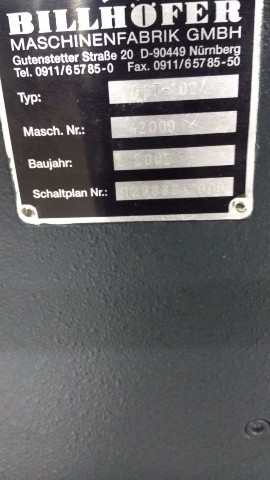 BILLHÖFER
MASCHINENFABRIK GMBH
Gutenstetter Straße 20 D-90449 Nürnberg
Tel. 0911/65785-0 Fax. 0911/65785-50
Typ:
Masch. Nr.:
Baujahr:
Schaltplan Nr.: